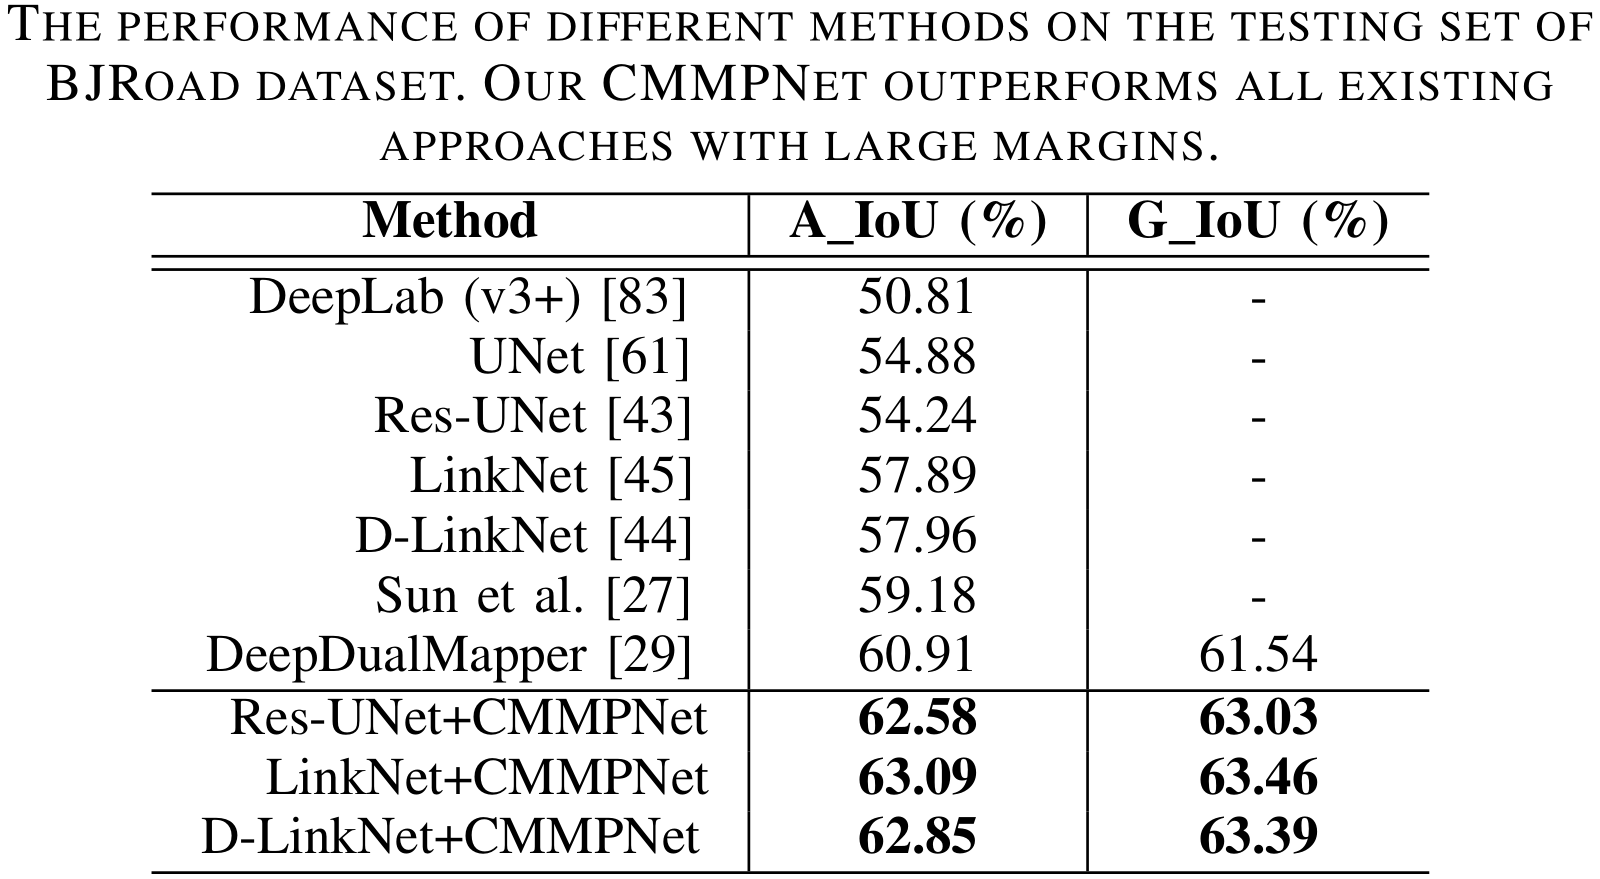 THE PERFORMANCE OF DIFFERENT METHODS ON THE TESTING SET OF
BJROAD DATASET. OUR CMMPNET OUTPERFORMS ALL EXISTING
APPROACHES WITH LARGE MARGINS.
Method A_IoU (%) G_IoU (%)
DeepLab (v3+) [83] 50.81 -
UNet [61] 54.88 -
Res-UNet [43] 54.24 -
LinkNet [45] 57.89 -
D-LinkNet [44] 57.96 -
Sun et al. [27] 59.18 -
DeepDualMapper [29] 60.91 61.54
Res-UNet+CMMPNet 62.58 63.03
LinkNet+CMMPNet 63.09 63.46
D-LinkNet+CMMPNet 62.85 63.39